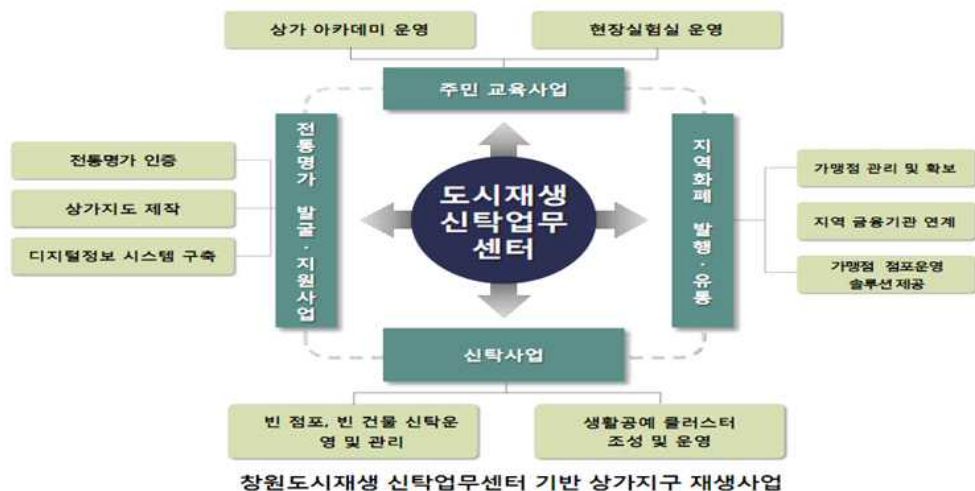 상가 아카데미 운영
현장실험실 운영
주민 교육사업
전통명가 발굴·지원사업
전통명가 인증
상가지도 제작
디지털정보 시스템 구축
도시재생
신탁업무
센터
지역화폐 발행·유통
가맹점 관리 및 확보
지역 금융기관 연계
가맹점 점포운영
솔루션 제공
신탁사업
빈 점포, 빈 건물 신탁운
영 및 관리
생활공예 클러스터
조성 및 운영
창원도시재생 신탁업무센터 기반 상가지구 재생사업